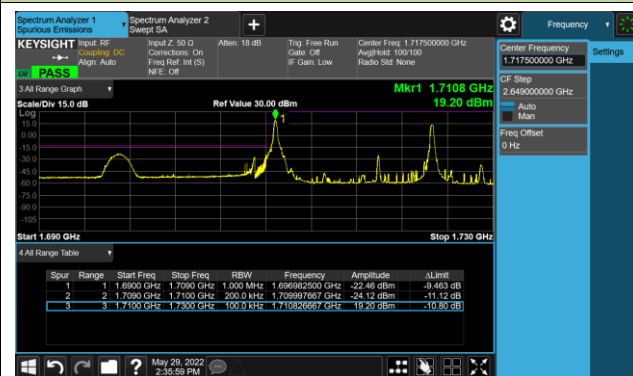 Spectrum Analyzer 1
Spurious Emissions
Spectrum Analyzer 2
Swept SA
Frequency
KEYSIGHT
Input: RF
Coupling: DC
Align: Auto
Input Z: 50 Ω
Corrections: On
Freq Ref: Int (S)
NFE: Off
Atten: 18 dB
Trig: Free Run
Gate: Off
IF Gain: Low
Center Freq: 1.717500000 GHz
Avg|Hold: 100/100
Radio Std: None
PASS
Center Frequency
1.717500000 GHz
Settings
CF Step
2.649000000 GHz
Auto
Man
Freq Offset
0 Hz
3 All Range Graph
Mkr1 1.7108 GHz
19.20 dBm
Scale/Div 15.0 dB
Ref Value 30.00 dBm
Log
15.0
0.00
-15.0
-30.0
-45.0
-60.0
-75.0
-90.0
-105
1
Start 1.690 GHz
Stop 1.730 GHz
4 All Range Table
Spur Range Start Freq Stop Freq RBW Frequency Amplitude ΔLimit
1 1 1.6900 GHz 1.7090 GHz 1.000 MHz 1.696982500 GHz -22.46 dBm -9.463 dB
2 2 1.7090 GHz 1.7100 GHz 200.0 kHz 1.709997667 GHz -24.12 dBm -11.12 dB
3 3 1.7100 GHz 1.7300 GHz 100.0 kHz 1.710826667 GHz 19.20 dBm -10.80 dB
May 29, 2022
2:35:59 PM